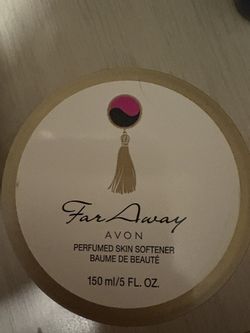 Far Away
AVON
PERFUMED SKIN SOFTENER
BAUME DE BEAUTÉ
150 ml/5 FL. OZ.